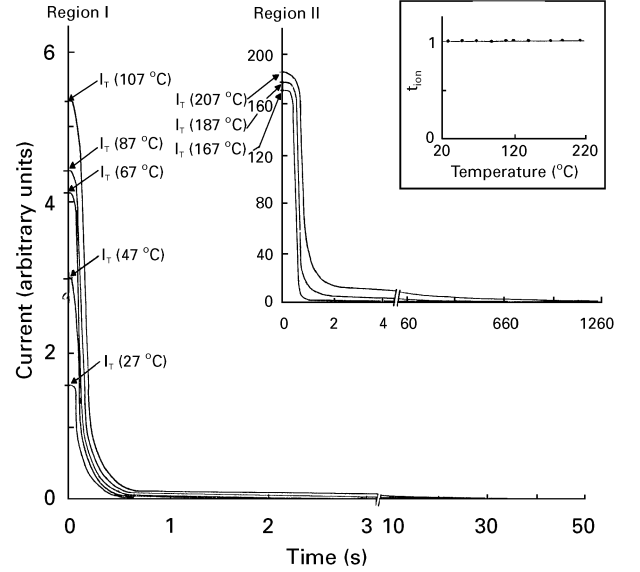 Region I
Region II
6
4
2
0
Current (arbitrary units)
I_T (107 °C)
I_T (87 °C)
I_T (67 °C)
I_T (47 °C)
I_T (27 °C)
0 1 2 3 10 30 50
Time (s)
200
160
120
80
40
0
I_T (207 °C)
I_T (187 °C)
I_T (167 °C)
0 2 4 60 660 1260
t_ion
1
0
20 120 220
Temperature (°C)